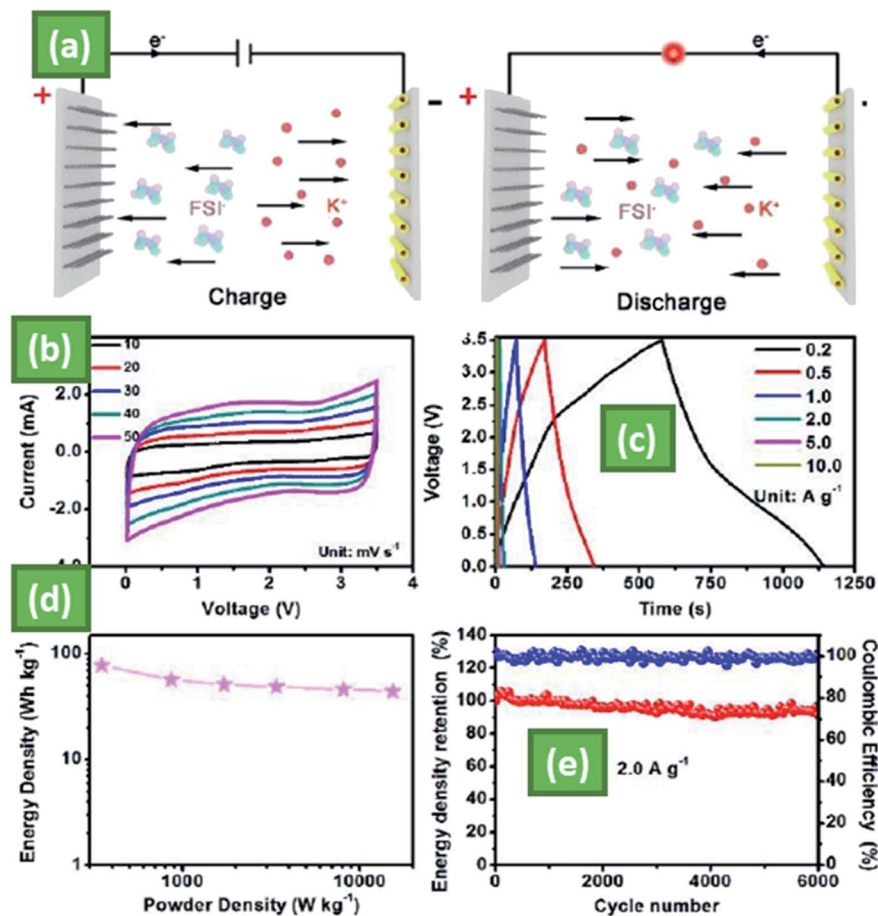 (a)
e-
e-
+
-
+
FSI-
K+
FSI-
K+
Charge
Discharge
(b)
10
20
30
40
50
2.0
0.0
-2.0
Current (mA)
Unit: mV s-1
0
1
2
3
4
Voltage (V)
(c)
3.5
3.0
2.5
2.0
1.5
1.0
0.5
0.0
Voltage (V)
0.2
0.5
1.0
2.0
5.0
10.0
Unit: A g-1
0
250
500
750
1000
1250
Time (s)
(d)
100
10
1
Energy Density (Wh kg-1)
1000
10000
Powder Density (W kg-1)
(e)
140
120
100
80
60
40
20
0
Energy density retention (%)
2.0 A g-1
100
80
60
40
20
0
Coulombic Efficiency (%)
0
2000
4000
6000
Cycle number